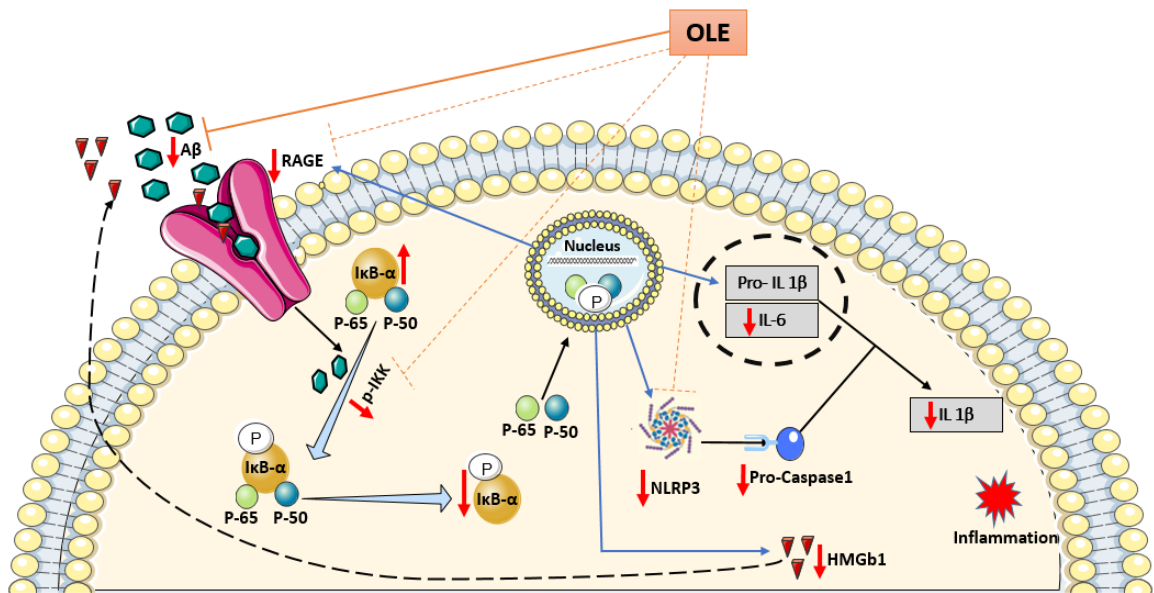 OLE
Aβ
RAGE
Nucleus
P
IκB-α
P-65 P-50
Pro- IL 1β
IL-6
p-IKK
IL 1β
P-65 P-50
P
IκB-α
P-65 P-50
P
IκB-α
NLRP3
Pro-Caspase1
Inflammation
HMGb1